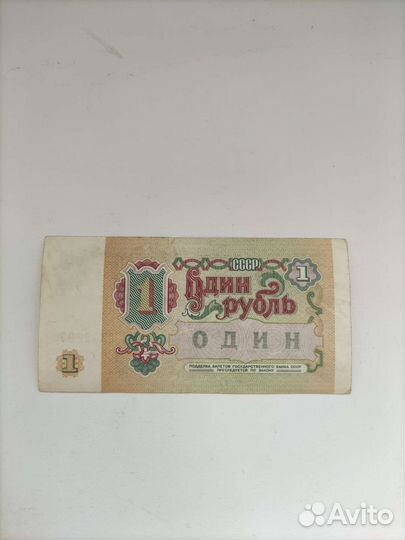 СССР
1
1
Один
рубль
ОДИН
1
ПОДДЕЛКА БИЛЕТОВ ГОСУДАРСТВЕННОГО БАНКА СССР
ПРЕСЛЕДУЕТСЯ ПО ЗАКОНУ
Avito